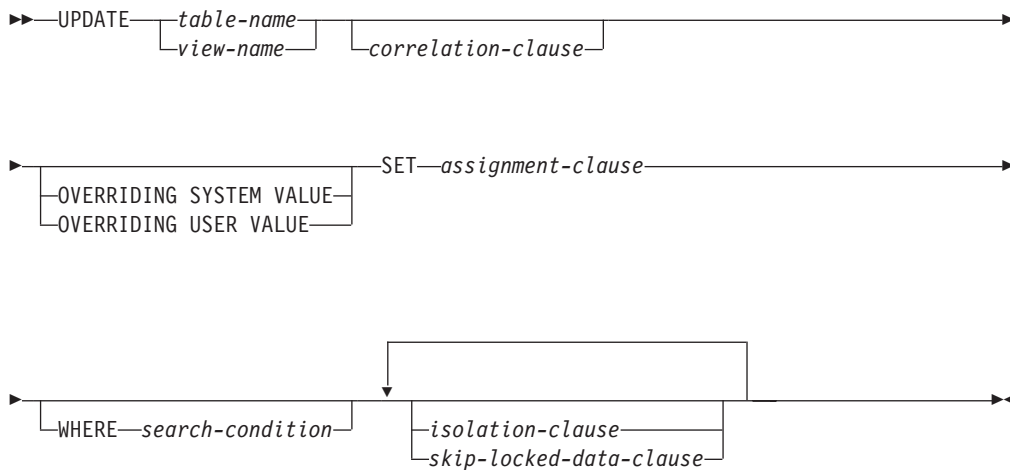 UPDATE table-name
view-name correlation-clause
OVERRIDING SYSTEM VALUE
OVERRIDING USER VALUE
SET assignment-clause
WHERE search-condition
isolation-clause
skip-locked-data-clause